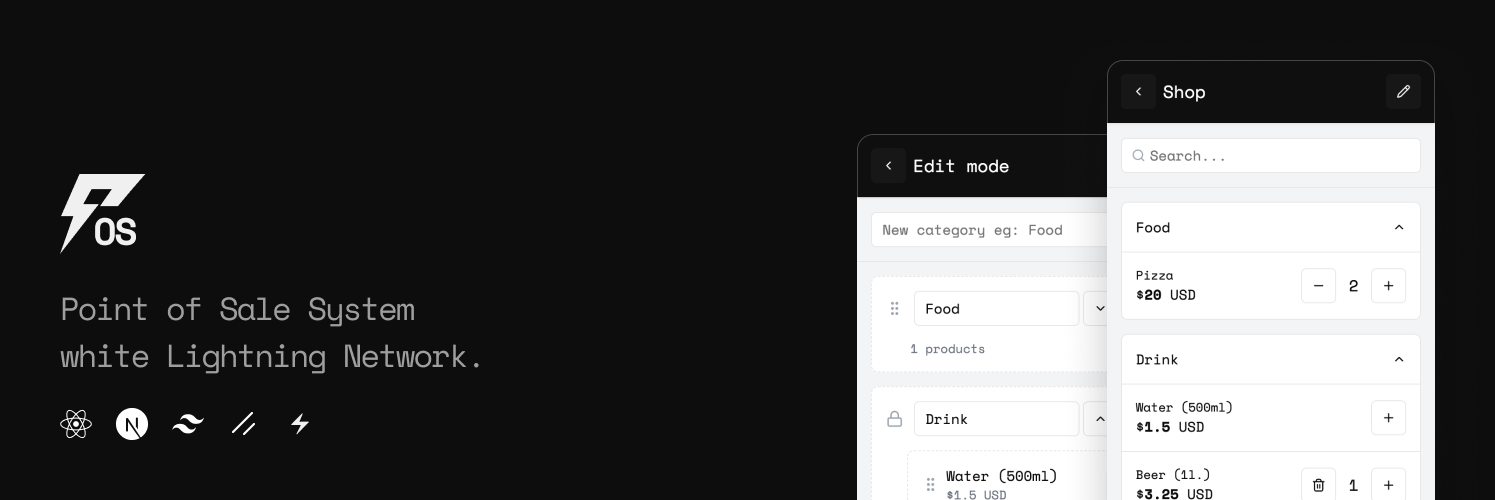 OS
Point of Sale System
white Lightning Network.
N
Edit mode
New category eg: Food
Food
1 products
Drink
Water (500ml)
$1.5 USD
Shop
Search...
Food
Pizza
$20 USD
2
Drink
Water (500ml)
$1.5 USD
Beer (1l.)
$3.25 USD
1